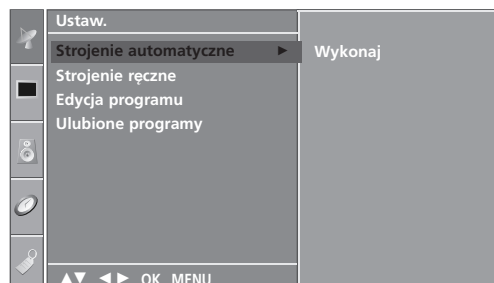 Ustaw.
Strojenie automatyczne ► Wykonaj
Strojenie ręczne
Edycja programu
Ulubione programy
▲▼ ◄► OK MENU